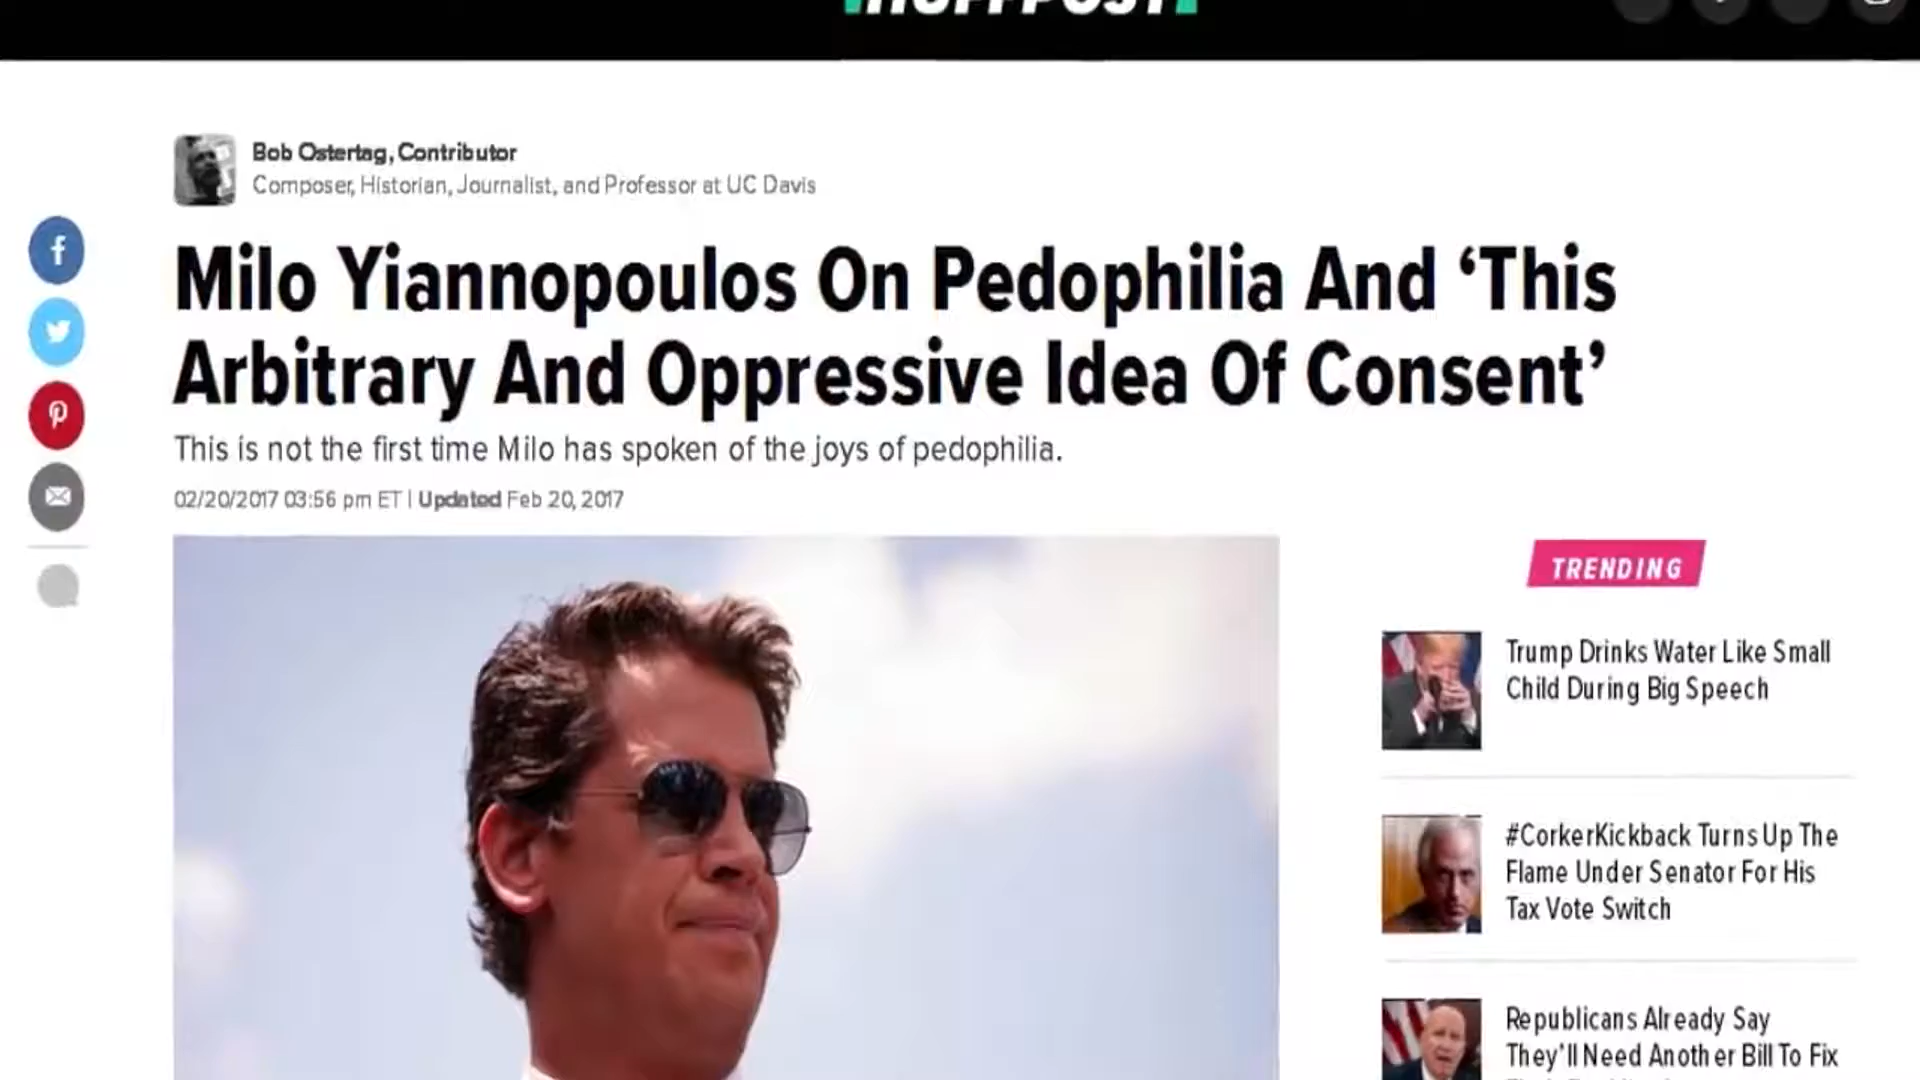 HUFFPOST
Bob Ostertag, Contributor
Composer, Historian, Journalist, and Professor at UC Davis
Milo Yiannopoulos On Pedophilia And ‘This
Arbitrary And Oppressive Idea Of Consent’
This is not the first time Milo has spoken of the joys of pedophilia.
02/20/2017 03:56 pm ET | Updated Feb 20, 2017
TRENDING
Trump Drinks Water Like Small
Child During Big Speech
#CorkerKickback Turns Up The
Flame Under Senator For His
Tax Vote Switch
Republicans Already Say
They’ll Need Another Bill To Fix